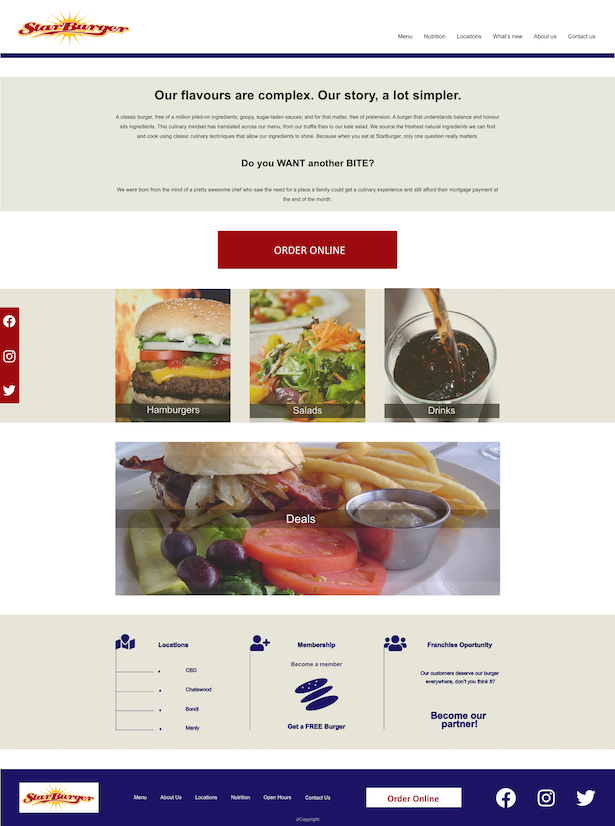 StarBurger
Menu Nutrition Locations What's new About us Contact us
Our flavours are complex. Our story, a lot simpler.
A classic burger, free of a million piled-on ingredients; goopy, sugar-laden sauces; and for that matter, free of pretension. A burger that understands balance and honour
sits ingredients. This culinary mindset has translated across our menu, from our truffle fries to our kale salad. We source the freshest natural ingredients we can find
and cook using classic culinary techniques that allow our ingredients to shine. Because when you eat at StarBurger, only one question really matters:
Do you WANT another BITE?
We were born from the mind of a pretty awesome chef who saw the need for a place a family could get a culinary experience and still afford their mortgage payment at
the end of the month.
ORDER ONLINE
Hamburgers
Salads
Drinks
Deals
Locations
CBD
Chatswood
Bondi
Manly
Membership
Become a member
Get a FREE Burger
Franchise Oportunity
Our customers deserve our burger
everywhere, don't you think it?
Become our
partner!
StarBurger
Menu About Us Locations Nutrition Open Hours Contact Us
Order Online
©Copyright